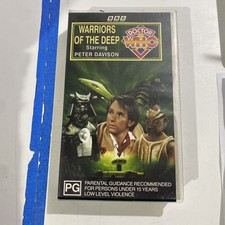 BBC
WARRIORS
OF THE DEEP
Starring
PETER DAVISON
DOCTOR
WHO
PG
PARENTAL GUIDANCE RECOMMENDED
FOR PERSONS UNDER 15 YEARS
LOW LEVEL VIOLENCE